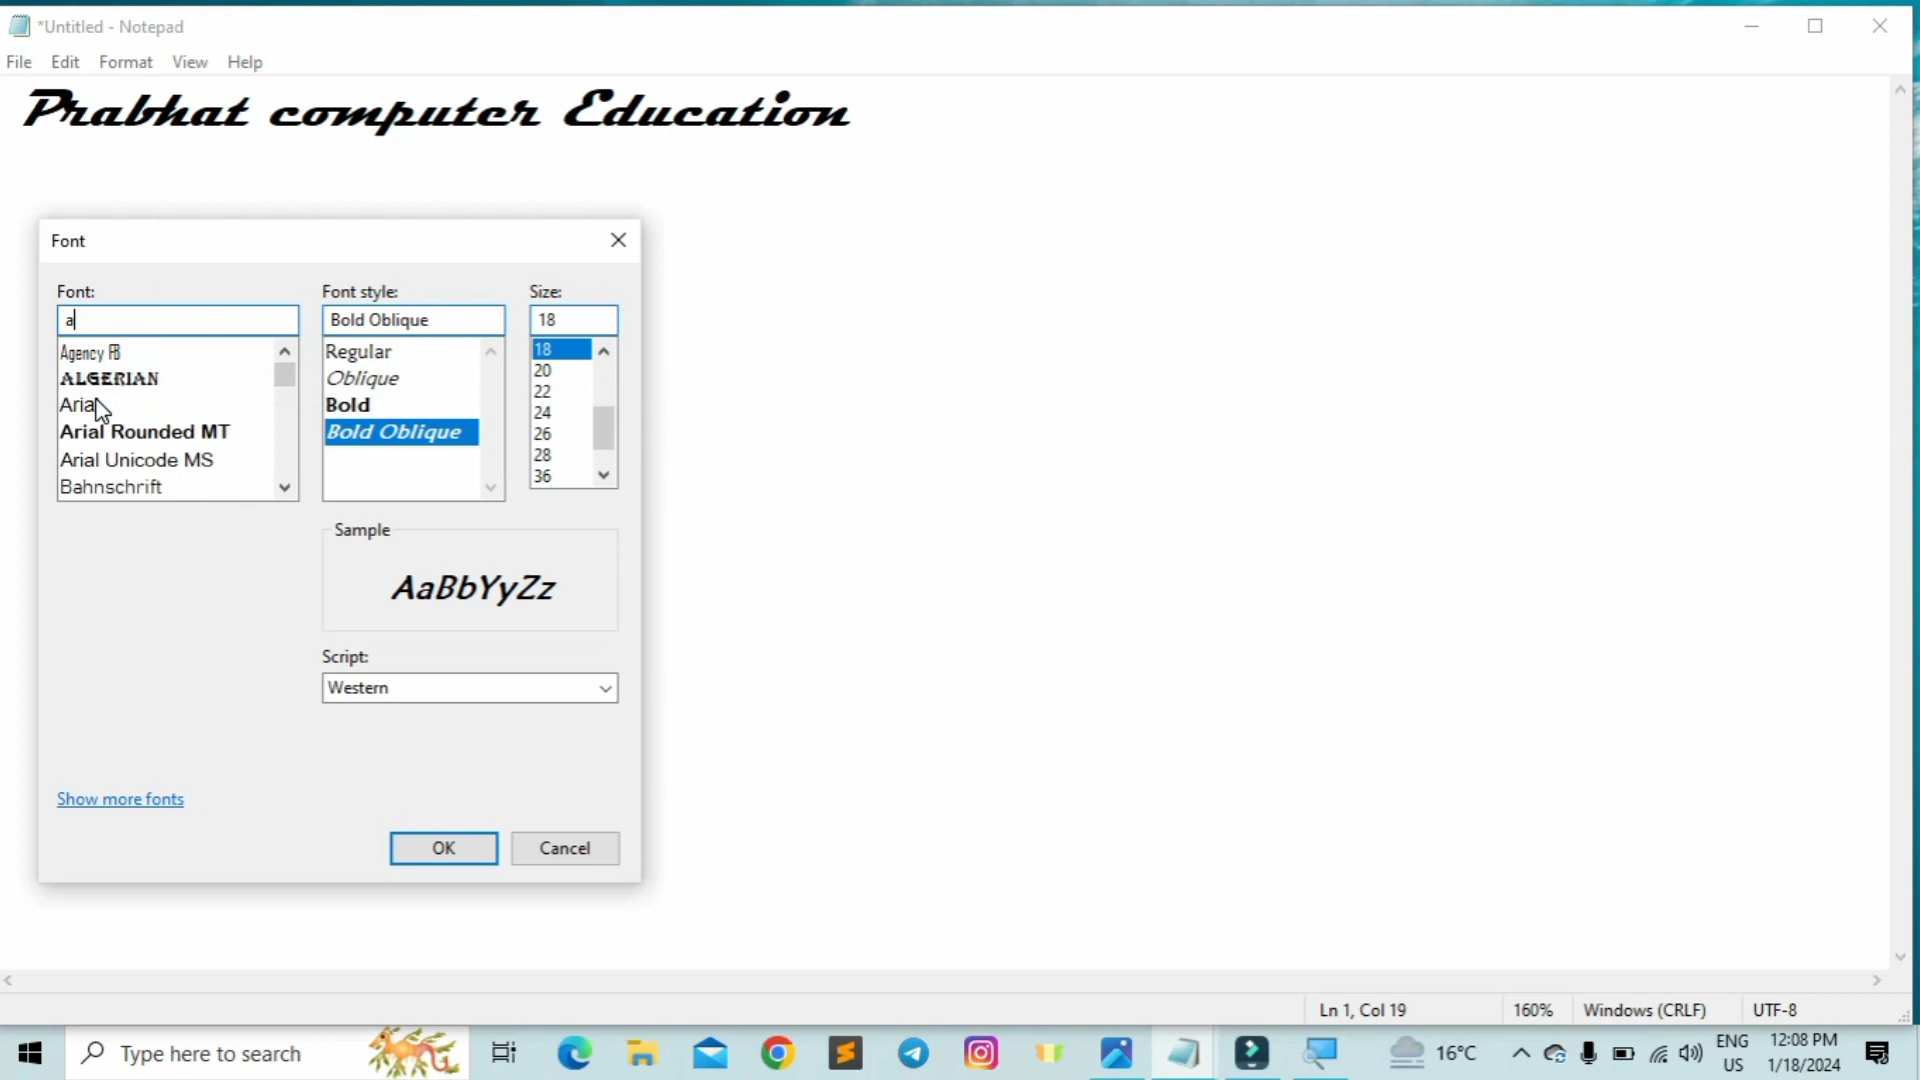 *Untitled - Notepad
File Edit Format View Help
Prabhat computer Education
Font
Font: Font style: Size:
a Bold Oblique 18
Agency FB Regular 18
ALGERIAN Oblique 20
Arial Bold 22
Arial Rounded MT Bold Oblique 24
Arial Unicode MS 26
Bahnschrift 28
36
Sample
AaBbYyZz
Script:
Western
Show more fonts
OK Cancel
Ln 1, Col 19 160% Windows (CRLF) UTF-8
Type here to search 16°C ENG 12:08 PM
US 1/18/2024